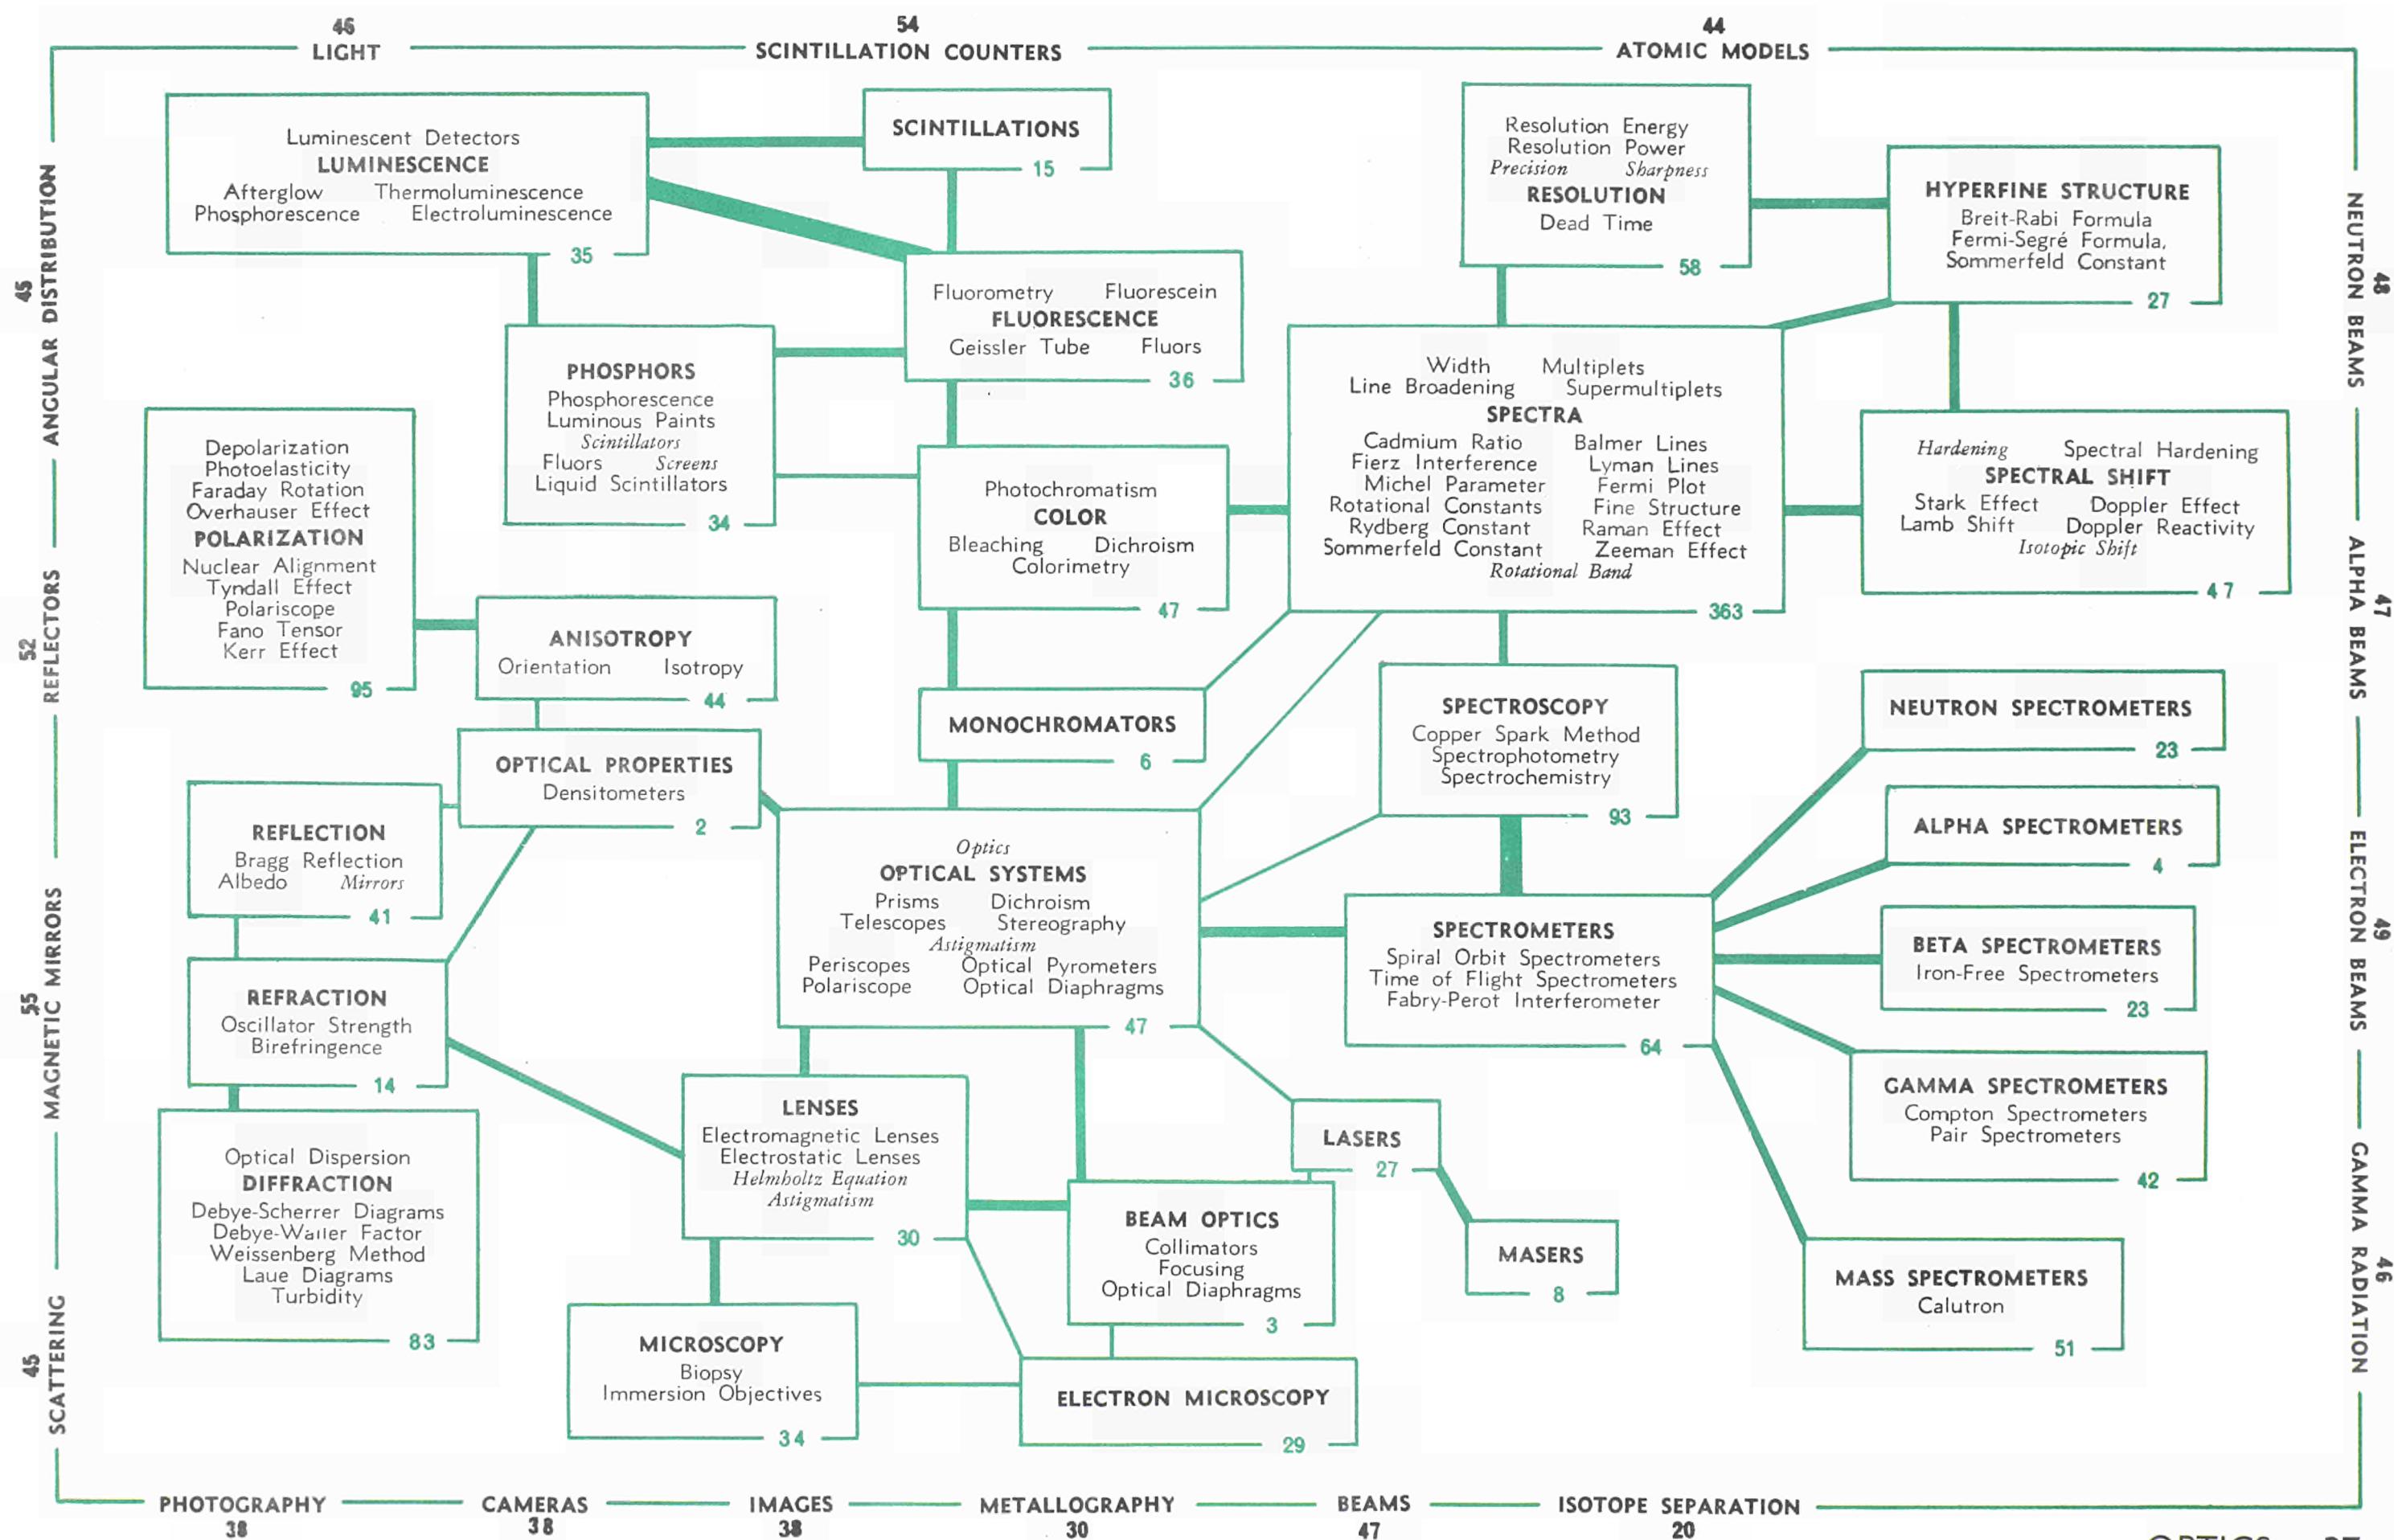 46
LIGHT
54
SCINTILLATION COUNTERS
44
ATOMIC MODELS
45
ANGULAR DISTRIBUTION
52
REFLECTORS
55
MAGNETIC MIRRORS
45
SCATTERING
Luminescent Detectors
LUMINESCENCE
Afterglow Thermoluminescence
Phosphorescence Electroluminescence
35
SCINTILLATIONS
15
Resolution Energy
Resolution Power
Precision Sharpness
RESOLUTION
Dead Time
58
HYPERFINE STRUCTURE
Breit-Rabi Formula
Fermi-Segré Formula,
Sommerfeld Constant
27
Fluorometry Fluorescein
FLUORESCENCE
Geissler Tube Fluors
36
PHOSPHORS
Phosphorescence
Luminous Paints
Scintillators
Fluors Screens
Liquid Scintillators
34
Width Multiplets
Line Broadening Supermultiplets
SPECTRA
Cadmium Ratio Balmer Lines
Fierz Interference Lyman Lines
Michel Parameter Fermi Plot
Rotational Constants Fine Structure
Rydberg Constant Raman Effect
Sommerfeld Constant Zeeman Effect
Rotational Band
363
Hardening Spectral Hardening
SPECTRAL SHIFT
Stark Effect Doppler Effect
Lamb Shift Doppler Reactivity
Isotopic Shift
47
Depolarization
Photoelasticity
Faraday Rotation
Overhauser Effect
POLARIZATION
Nuclear Alignment
Tyndall Effect
Polariscope
Fano Tensor
Kerr Effect
95
Photochromatism
COLOR
Bleaching Dichroism
Colorimetry
47
ANISOTROPY
Orientation Isotropy
44
MONOCHROMATORS
6
SPECTROSCOPY
Copper Spark Method
Spectrophotometry
Spectrochemistry
93
NEUTRON SPECTROMETERS
23
OPTICAL PROPERTIES
Densitometers
2
REFLECTION
Bragg Reflection
Albedo Mirrors
41
ALPHA SPECTROMETERS
4
Optics
OPTICAL SYSTEMS
Prisms Dichroism
Telescopes Stereography
Astigmatism
Periscopes Optical Pyrometers
Polariscope Optical Diaphragms
47
SPECTROMETERS
Spiral Orbit Spectrometers
Time of Flight Spectrometers
Fabry-Perot Interferometer
64
BETA SPECTROMETERS
Iron-Free Spectrometers
23
REFRACTION
Oscillator Strength
Birefringence
14
GAMMA SPECTROMETERS
Compton Spectrometers
Pair Spectrometers
42
LENSES
Electromagnetic Lenses
Electrostatic Lenses
Helmholtz Equation
Astigmatism
30
LASERS
27
Optical Dispersion
DIFFRACTION
Debye-Scherrer Diagrams
Debye-Waller Factor
Weissenberg Method
Laue Diagrams
Turbidity
83
BEAM OPTICS
Collimators
Focusing
Optical Diaphragms
3
MASERS
8
MASS SPECTROMETERS
Calutron
51
MICROSCOPY
Biopsy
Immersion Objectives
34
ELECTRON MICROSCOPY
29
NEUTRON BEAMS
48
ALPHA BEAMS
47
ELECTRON BEAMS
49
GAMMA RADIATION
46
PHOTOGRAPHY
38
CAMERAS
38
IMAGES
38
METALLOGRAPHY
30
BEAMS
47
ISOTOPE SEPARATION
20